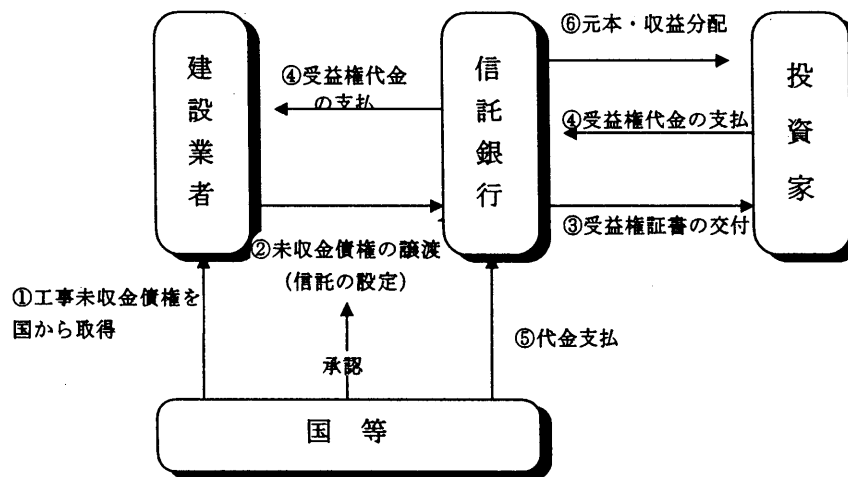 ⑥元本・収益分配
建設業者
④受益権代金
の支払
信託銀行
④受益権代金の支払
投資家
③受益権証書の交付
②未収金債権の譲渡
(信託の設定)
①工事未収金債権を
国から取得
⑤代金支払
承認
国 等